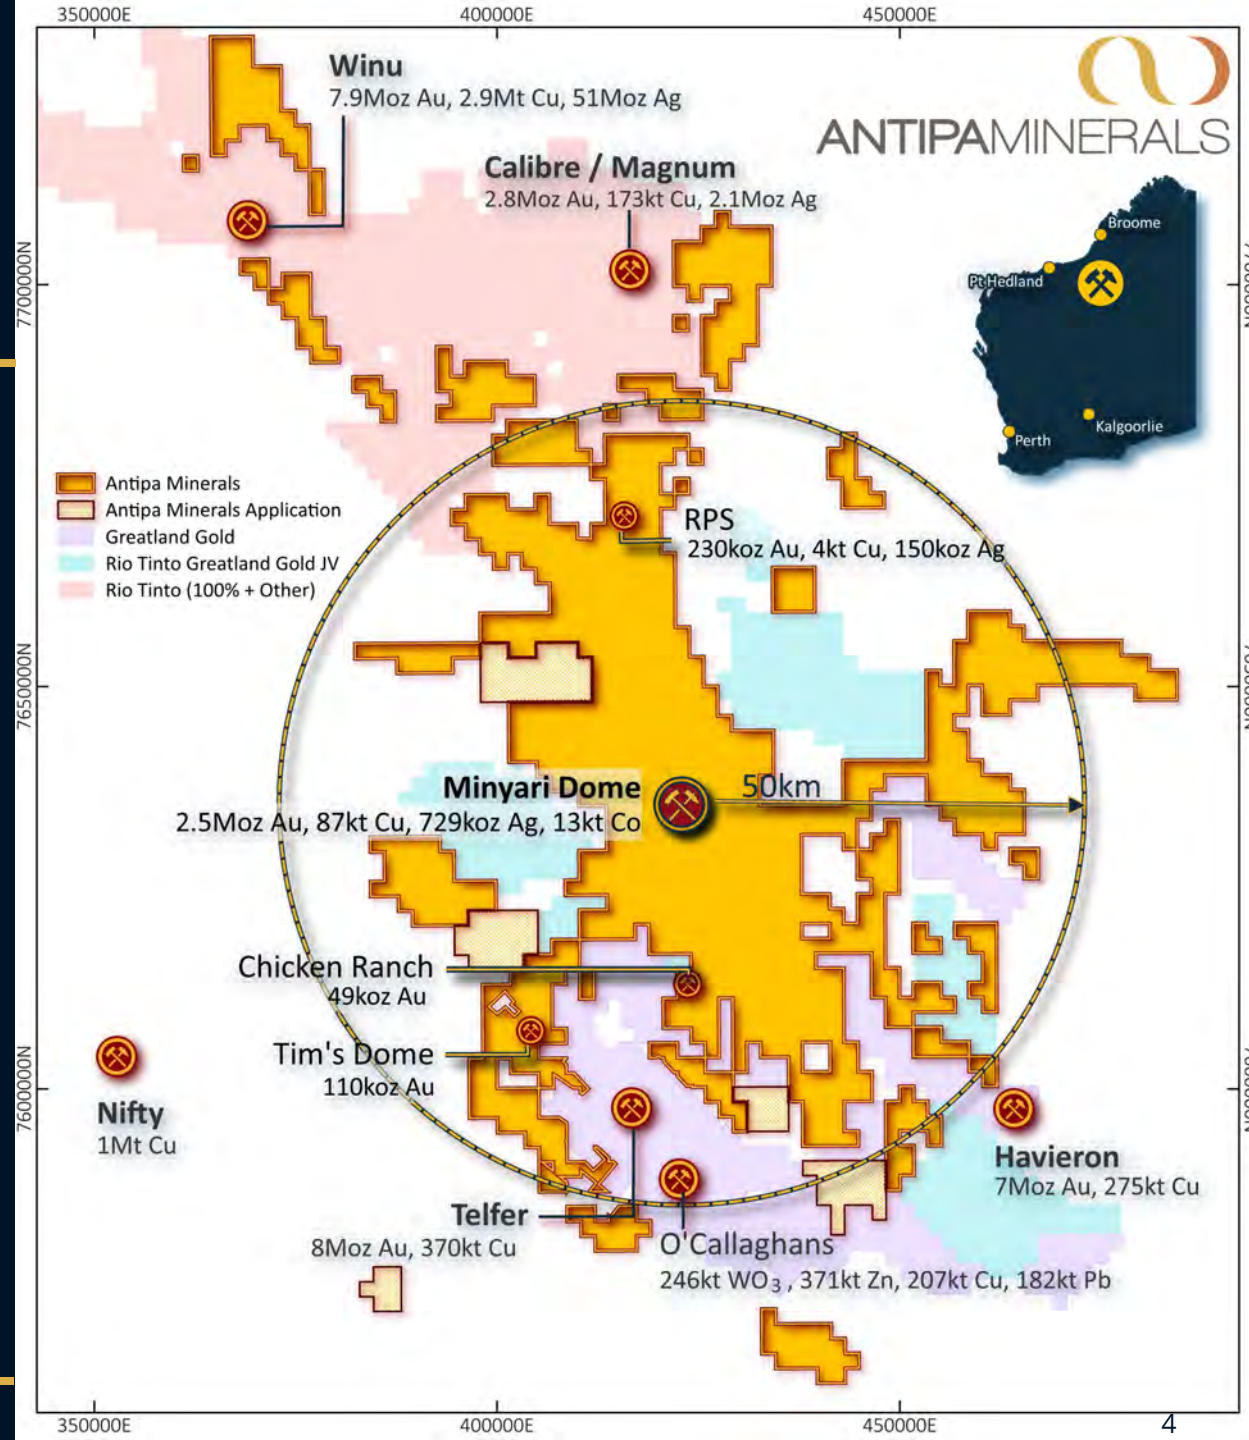 350000E
400000E
450000E
Winu
7.9Moz Au, 2.9Mt Cu, 51Moz Ag
ANTIPAMINERALS
Calibre / Magnum
2.8Moz Au, 173kt Cu, 2.1Moz Ag
Broome
Pt Hedland
Kalgoorlie
Perth
7700000N
7700000N
Antipa Minerals
Antipa Minerals Application
Greatland Gold
Rio Tinto Greatland Gold JV
Rio Tinto (100% + Other)
RPS
230koz Au, 4kt Cu, 150koz Ag
7650000N
7650000N
Minyari Dome
50km
2.5Moz Au, 87kt Cu, 729koz Ag, 13kt Co
Chicken Ranch
49koz Au
Tim's Dome
110koz Au
7600000N
7600000N
Nifty
1Mt Cu
Havieron
7Moz Au, 275kt Cu
Telfer
8Moz Au, 370kt Cu
O'Callaghans
246kt WO3 , 371kt Zn, 207kt Cu, 182kt Pb
350000E
400000E
450000E
4